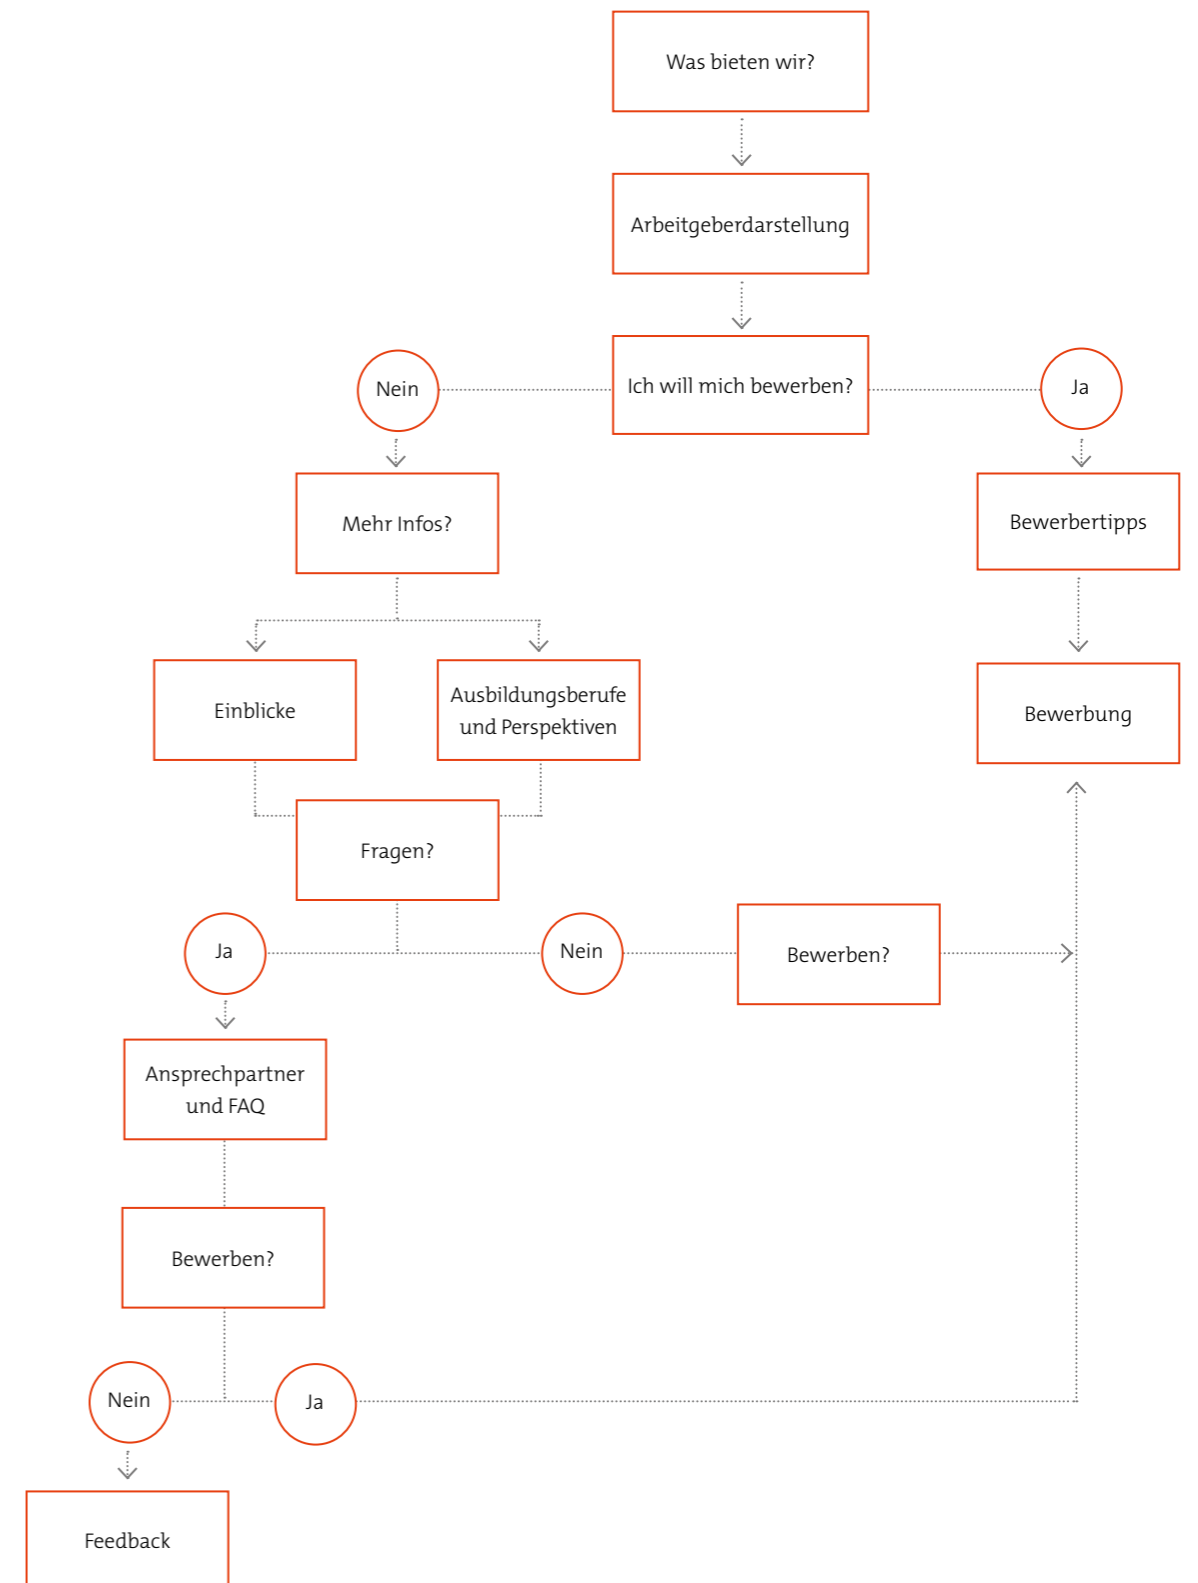 Was bieten wir?
Arbeitgeberdarstellung
Nein
Ich will mich bewerben?
Ja
Mehr Infos?
Bewerbertipps
Einblicke
Ausbildungsberufe
und Perspektiven
Bewerbung
Fragen?
Ja
Nein
Bewerben?
Ansprechpartner
und FAQ
Bewerben?
Nein
Ja
Feedback